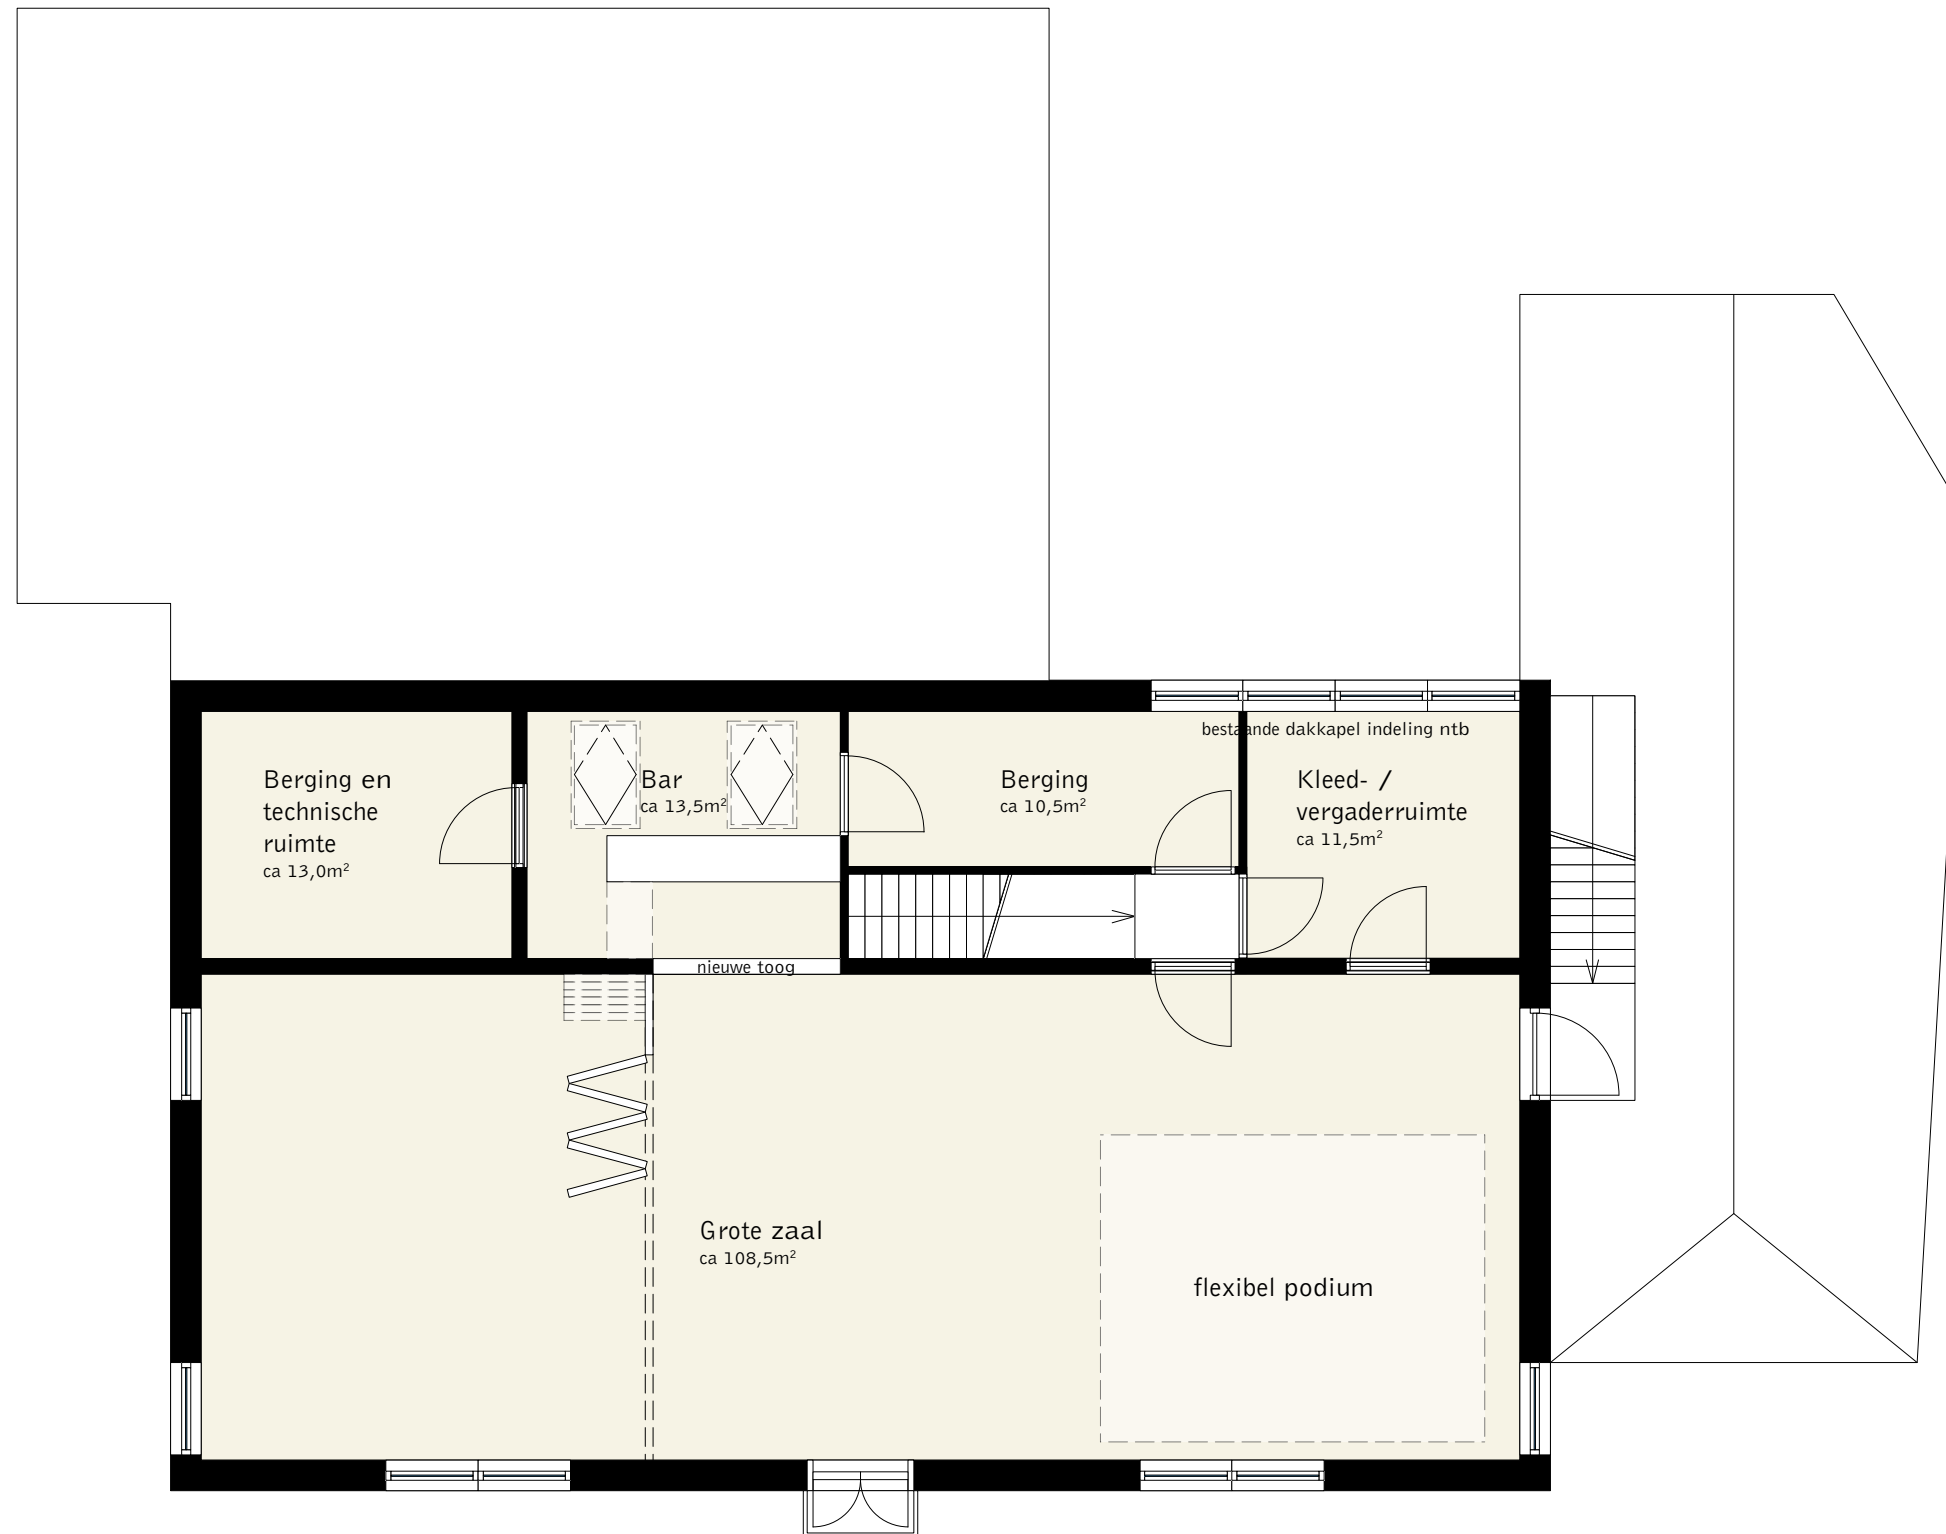 bestaande dakkapel indeling ntb
Berging en
technische
ruimte
ca 13,0m²
Bar
ca 13,5m²
Berging
ca 10,5m²
Kleed- /
vergaderruimte
ca 11,5m²
nieuwe toog
Grote zaal
ca 108,5m²
flexibel podium